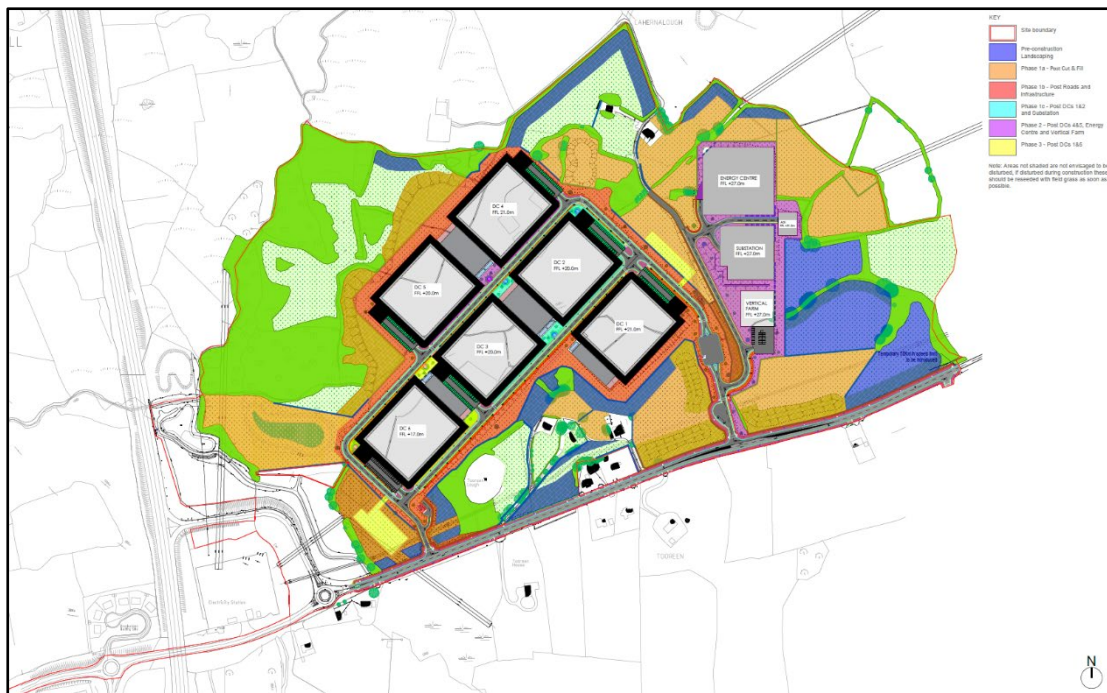 LL
LAHERNALOUGH
KEY
Site boundary
Pre-construction
Landscaping
Phase 1a - Post Cut & Fill
Phase 1b - Post Roads and
Infrastructure
Phase 1c - Post DCs 1&2
and Substation
Phase 2 - Post DCs 4&5, Energy
Centre and Vertical Farm
Phase 3 - Post DCs
Note: Areas not shaded are not envisaged to be
disturbed, if disturbed during construction these
should be reseeded with field grass as soon as
possible.
ENERGY CENTRE
FFL +27.0m
DC 4
FFL 21.0m
DC 2
FFL +20.0m
SUBSTATION
FFL +27.0m
DC 5
FFL +20.0m
DC 1
FFL +21.0m
VERTICAL
FARM
FFL +27.0m
DC 3
FFL +20.0m
DC 6
FFL +17.0m
TOOREEN
Electricity Station
N